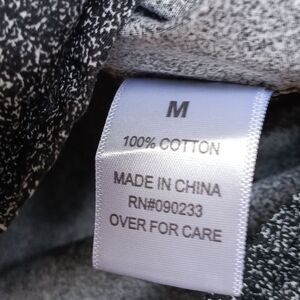 M
100% COTTON
MADE IN CHINA
RN#090233
OVER FOR CARE